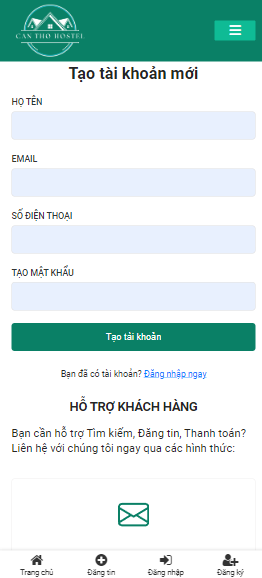 CAN THO HOSTEL
Tạo tài khoản mới
HỌ TÊN
EMAIL
SỐ ĐIỆN THOẠI
TẠO MẬT KHẨU
Tạo tài khoản
Bạn đã có tài khoản? Đăng nhập ngay
HỖ TRỢ KHÁCH HÀNG
Bạn cần hỗ trợ Tìm kiếm, Đăng tin, Thanh toán?
Liên hệ với chúng tôi ngay qua các hình thức:
Trang chủ
Đăng tin
Đăng nhập
Đăng ký